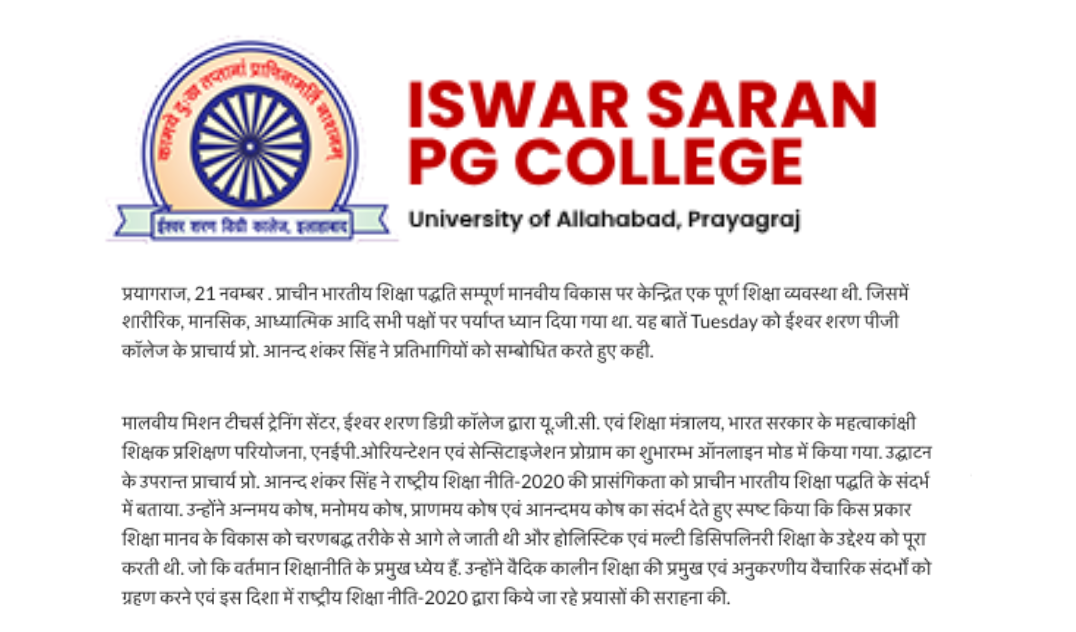 कामये दुःख तप्तानां प्राणिनामार्ति नाशनम्
ईश्वर शरण डिग्री कालेज, इलाहाबाद
ISWAR SARAN
PG COLLEGE
University of Allahabad, Prayagraj
प्रयागराज, 21 नवम्बर . प्राचीन भारतीय शिक्षा पद्धति सम्पूर्ण मानवीय विकास पर केन्द्रित एक पूर्ण शिक्षा व्यवस्था थी. जिसमें
शारीरिक, मानसिक, आध्यात्मिक आदि सभी पक्षों पर पर्याप्त ध्यान दिया गया था. यह बातें Tuesday को ईश्वर शरण पीजी
कॉलेज के प्राचार्य प्रो. आनन्द शंकर सिंह ने प्रतिभागियों को सम्बोधित करते हुए कही.
मालवीय मिशन टीचर्स ट्रेनिंग सेंटर, ईश्वर शरण डिग्री कॉलेज द्वारा यू.जी.सी. एवं शिक्षा मंत्रालय, भारत सरकार के महत्वाकांक्षी
शिक्षक प्रशिक्षण परियोजना, एनईपी.ओरियन्टेशन एवं सेन्सिटाइजेशन प्रोग्राम का शुभारम्भ ऑनलाइन मोड में किया गया. उद्घाटन
के उपरान्त प्राचार्य प्रो. आनन्द शंकर सिंह ने राष्ट्रीय शिक्षा नीति-2020 की प्रासंगिकता को प्राचीन भारतीय शिक्षा पद्धति के संदर्भ
में बताया. उन्होंने अन्नमय कोष, मनोमय कोष, प्राणमय कोष एवं आनन्दमय कोष का संदर्भ देते हुए स्पष्ट किया कि किस प्रकार
शिक्षा मानव के विकास को चरणबद्ध तरीके से आगे ले जाती थी और होलिस्टिक एवं मल्टी डिसिपलिनरी शिक्षा के उद्देश्य को पूरा
करती थी. जो कि वर्तमान शिक्षानीति के प्रमुख ध्येय हैं. उन्होंने वैदिक कालीन शिक्षा की प्रमुख एवं अनुकरणीय वैचारिक संदर्भों को
ग्रहण करने एवं इस दिशा में राष्ट्रीय शिक्षा नीति-2020 द्वारा किये जा रहे प्रयासों की सराहना की.